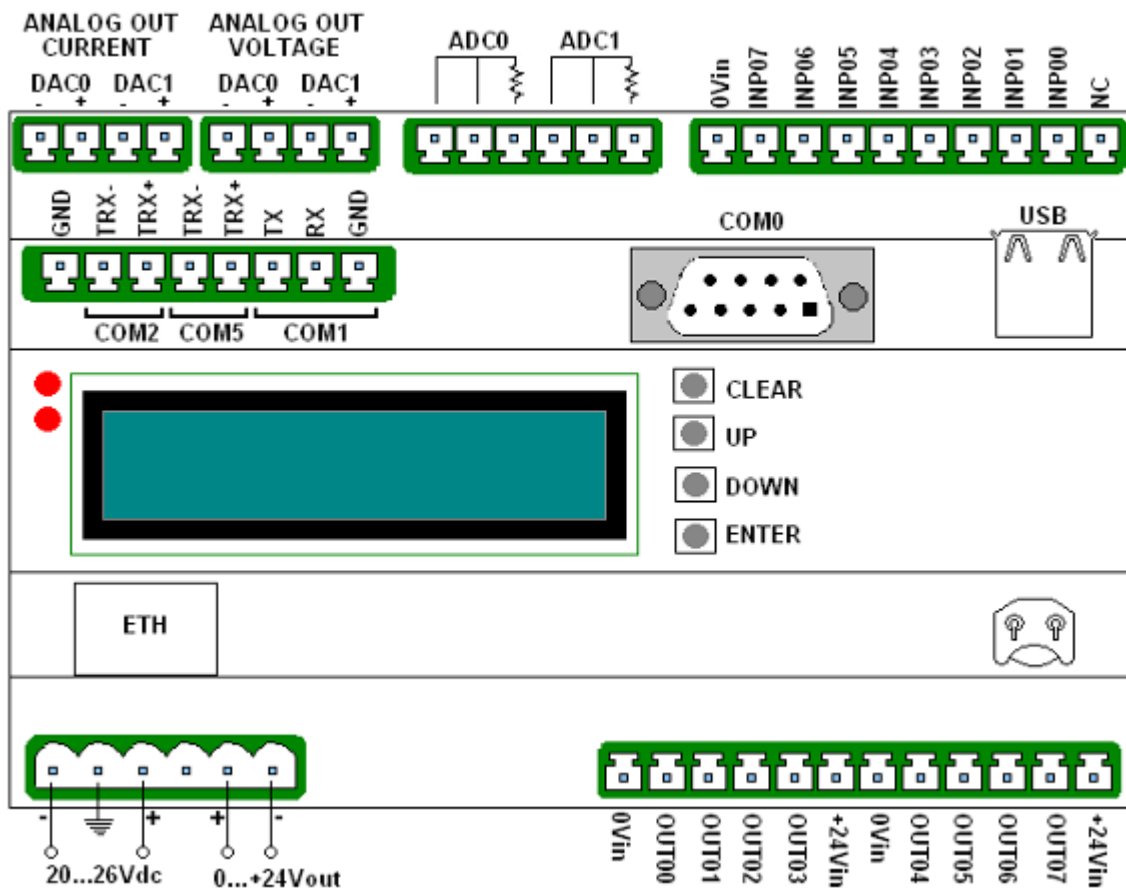 ANALOG OUT
CURRENT
ANALOG OUT
VOLTAGE
DAC0 DAC1
- + - +
DAC0 DAC1
- + - +
ADC0 ADC1
0Vin INP07 INP06 INP05 INP04 INP03 INP02 INP01 INP00 NC
GND TRX- TRX+ TRX- TRX+ TX RX GND
COM0
USB
COM2 COM5 COM1
CLEAR
UP
DOWN
ENTER
ETH
- + + -
20...26Vdc 0...+24Vout
0Vin OUT00 OUT01 OUT02 OUT03 +24Vin 0Vin OUT04 OUT05 OUT06 OUT07 +24Vin